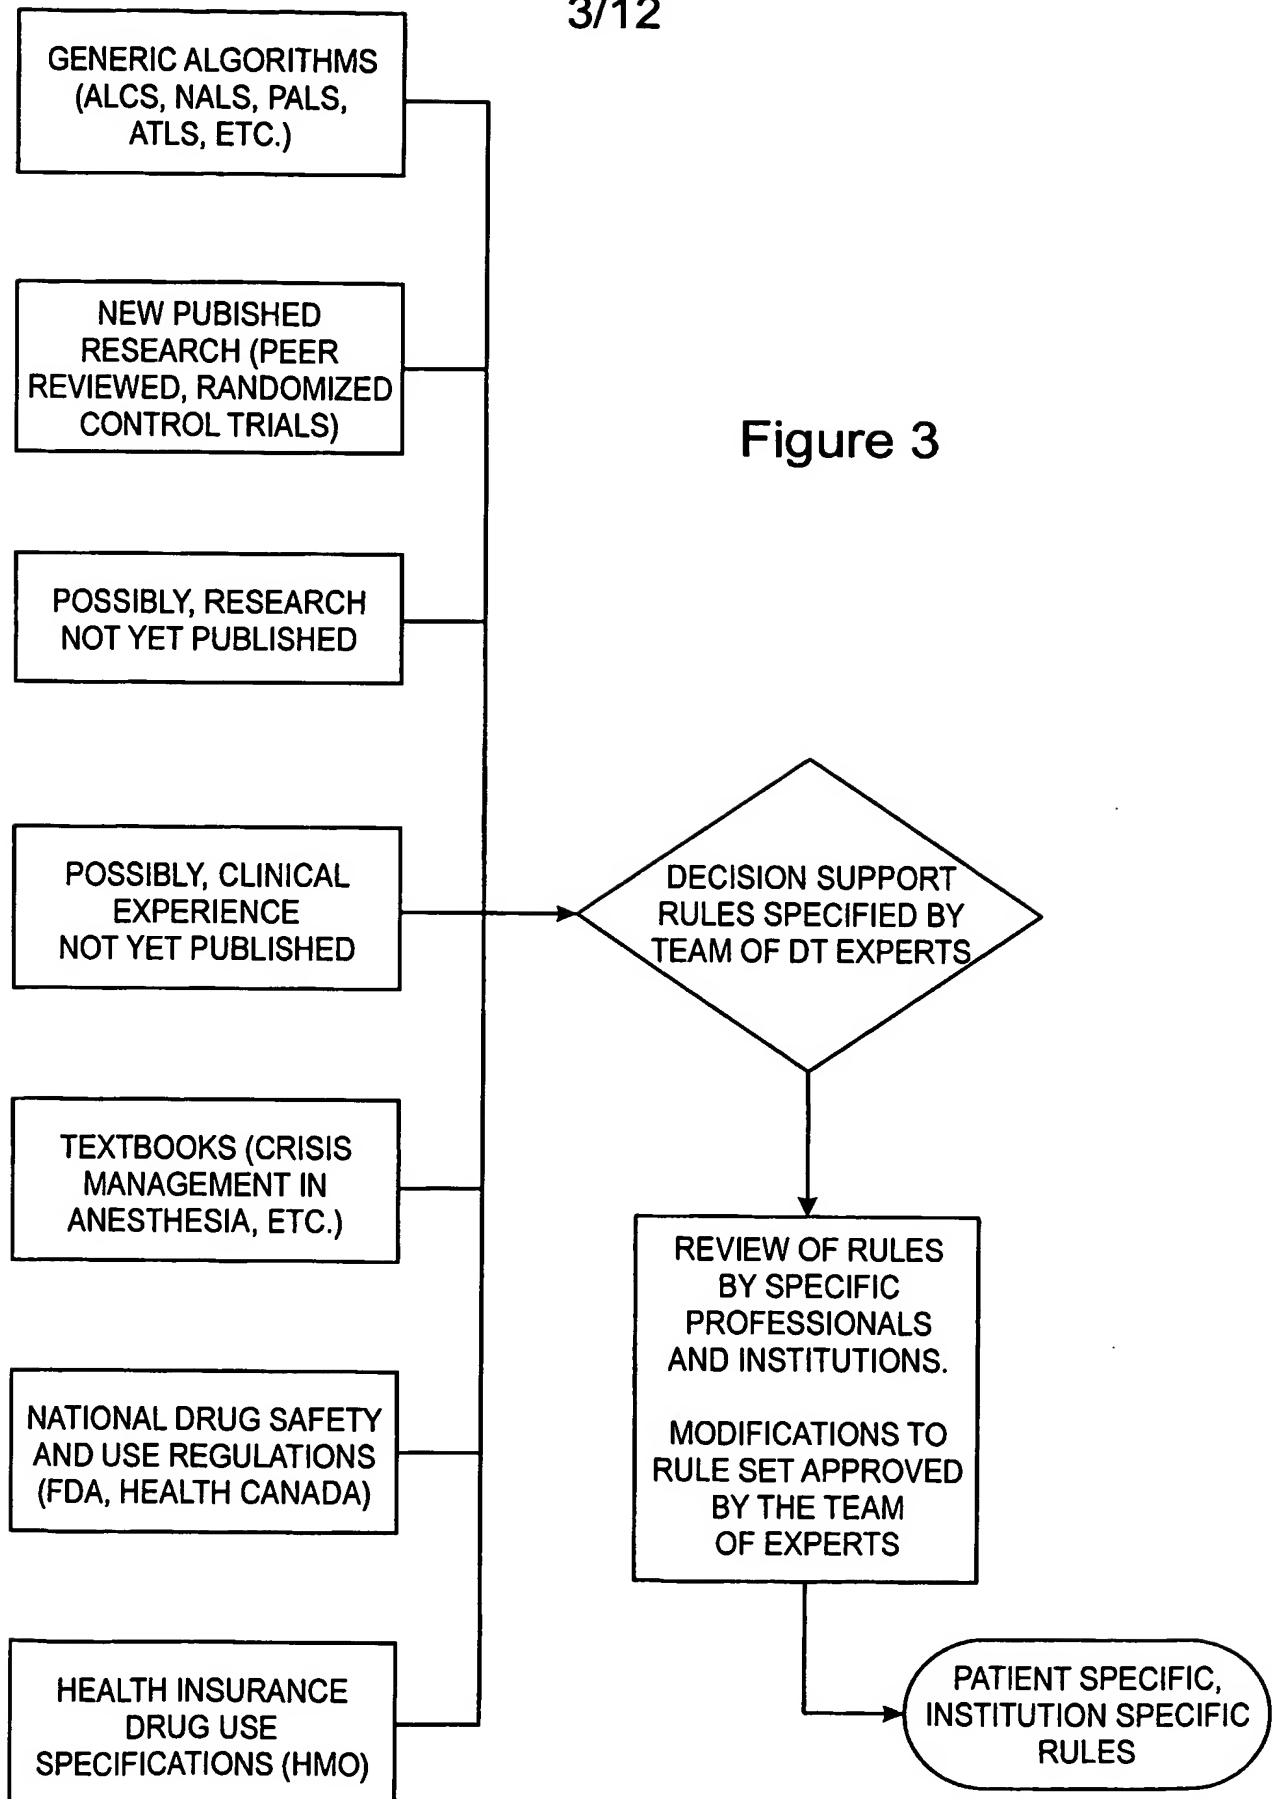 3/12
GENERIC ALGORITHMS
(ALCS, NALS, PALS,
ATLS, ETC.)
NEW PUBISHED
RESEARCH (PEER
REVIEWED, RANDOMIZED
CONTROL TRIALS)
Figure 3
POSSIBLY, RESEARCH
NOT YET PUBLISHED
POSSIBLY, CLINICAL
EXPERIENCE
NOT YET PUBLISHED
DECISION SUPPORT
RULES SPECIFIED BY
TEAM OF DT EXPERTS
TEXTBOOKS (CRISIS
MANAGEMENT IN
ANESTHESIA, ETC.)
REVIEW OF RULES
BY SPECIFIC
PROFESSIONALS
AND INSTITUTIONS.
MODIFICATIONS TO
RULE SET APPROVED
BY THE TEAM
OF EXPERTS
NATIONAL DRUG SAFETY
AND USE REGULATIONS
(FDA, HEALTH CANADA)
HEALTH INSURANCE
DRUG USE
SPECIFICATIONS (HMO)
PATIENT SPECIFIC,
INSTITUTION SPECIFIC
RULES